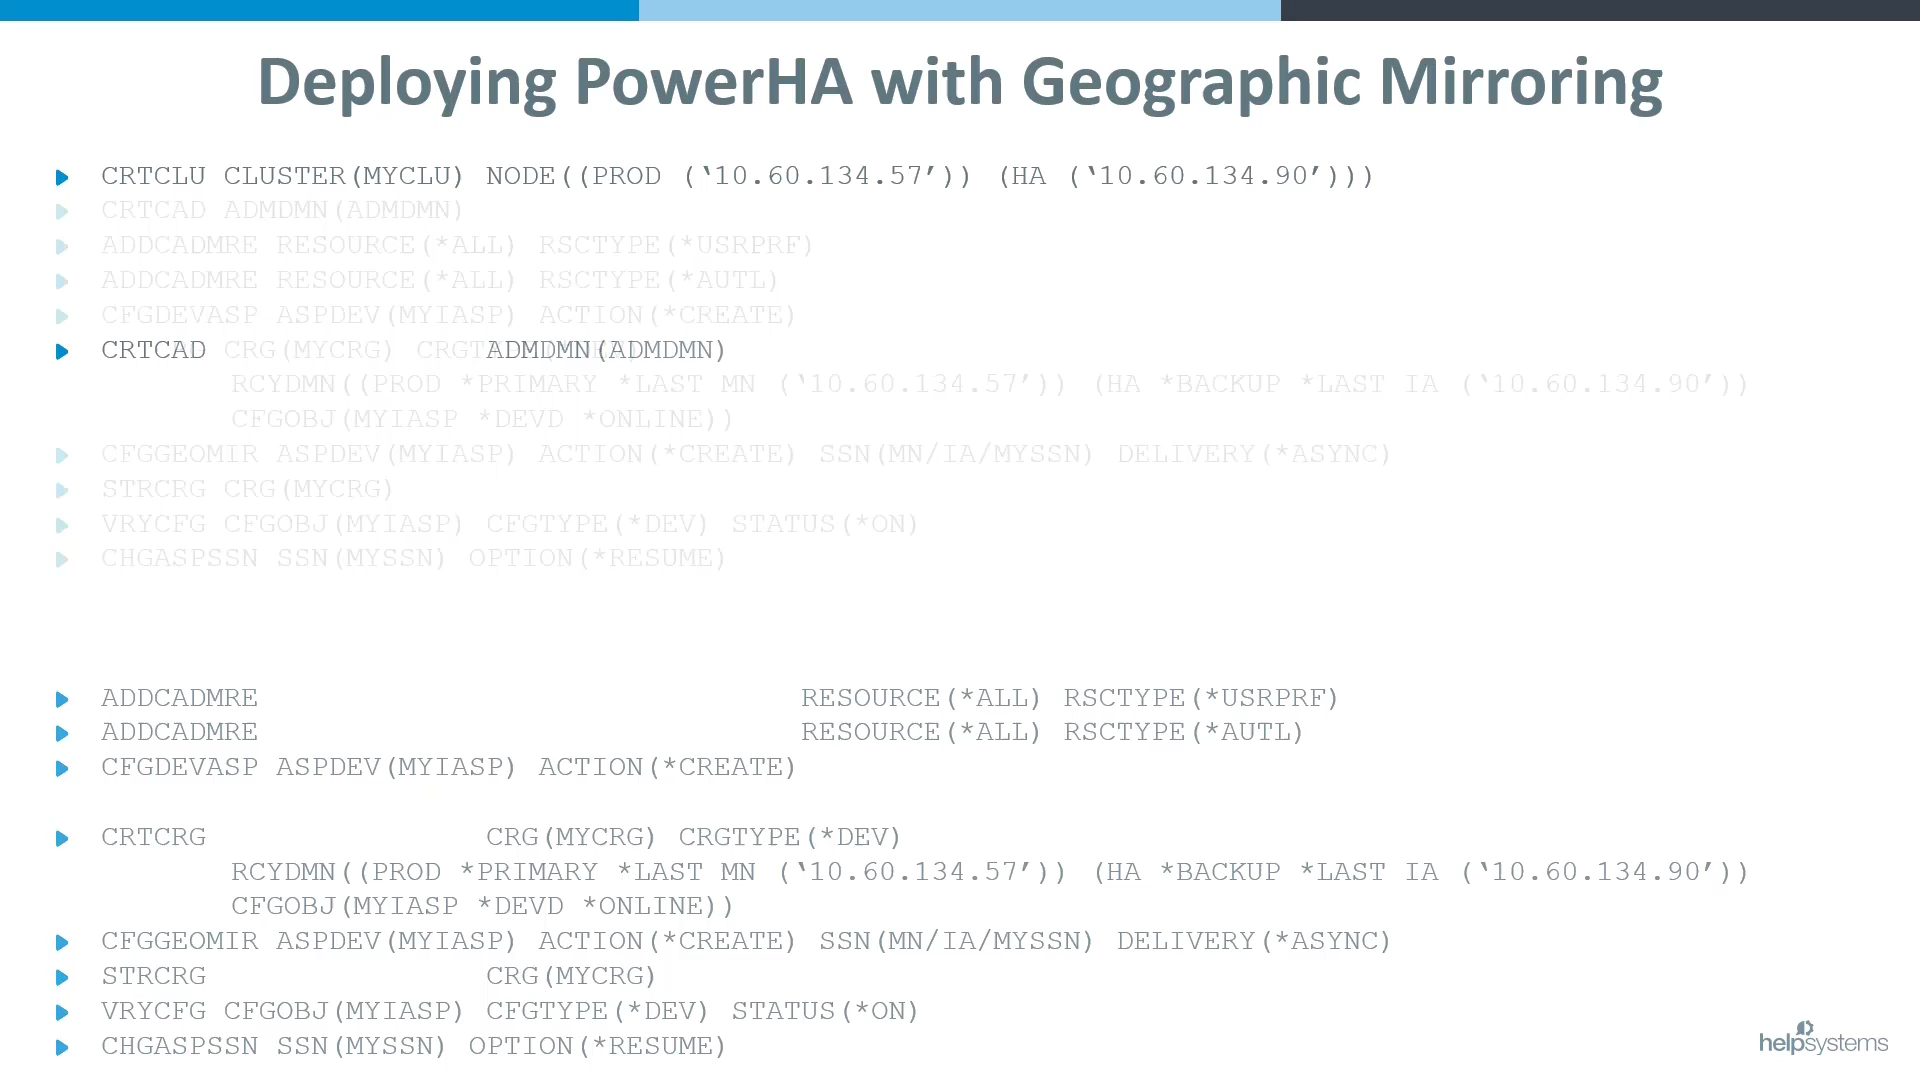 Deploying PowerHA with Geographic Mirroring
CRTCLU CLUSTER(MYCLU) NODE((PROD (‘10.60.134.57’)) (HA (‘10.60.134.90’)))
CRTCAD ADMDMN(ADMDMN)
ADDCADMRE RESOURCE(*ALL) RSCTYPE(*USRPRF)
ADDCADMRE RESOURCE(*ALL) RSCTYPE(*AUTL)
CFGDEVASP ASPDEV(MYIASP) ACTION(*CREATE)
CRTCAD CRG(MYCRG) ADMDMN(ADMDMN)
RCYDMN((PROD *PRIMARY *LAST MN (‘10.60.134.57’)) (HA *BACKUP *LAST IA (‘10.60.134.90’))
CFGOBJ(MYIASP *DEVD *ONLINE))
CFGGEOMIR ASPDEV(MYIASP) ACTION(*CREATE) SSN(MN/IA/MYSSN) DELIVERY(*ASYNC)
STRCRG CRG(MYCRG)
VRYCFG CFGOBJ(MYIASP) CFGTYPE(*DEV) STATUS(*ON)
CHGASPSSN SSN(MYSSN) OPTION(*RESUME)
ADDCADMRE RESOURCE(*ALL) RSCTYPE(*USRPRF)
ADDCADMRE RESOURCE(*ALL) RSCTYPE(*AUTL)
CFGDEVASP ASPDEV(MYIASP) ACTION(*CREATE)
CRTCRG CRG(MYCRG) CRGTYPE(*DEV)
RCYDMN((PROD *PRIMARY *LAST MN (‘10.60.134.57’)) (HA *BACKUP *LAST IA (‘10.60.134.90’))
CFGOBJ(MYIASP *DEVD *ONLINE))
CFGGEOMIR ASPDEV(MYIASP) ACTION(*CREATE) SSN(MN/IA/MYSSN) DELIVERY(*ASYNC)
STRCRG CRG(MYCRG)
VRYCFG CFGOBJ(MYIASP) CFGTYPE(*DEV) STATUS(*ON)
CHGASPSSN SSN(MYSSN) OPTION(*RESUME)
helpsystems